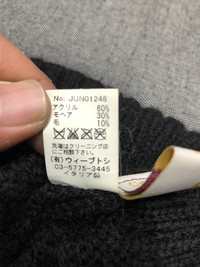 No. JUN01248
アクリル 60%
モヘア 30%
毛 10%
洗濯はクリーニング店
にご相談下さい。
(有)ウィーブトシ
03-5775-3445
イタリア製